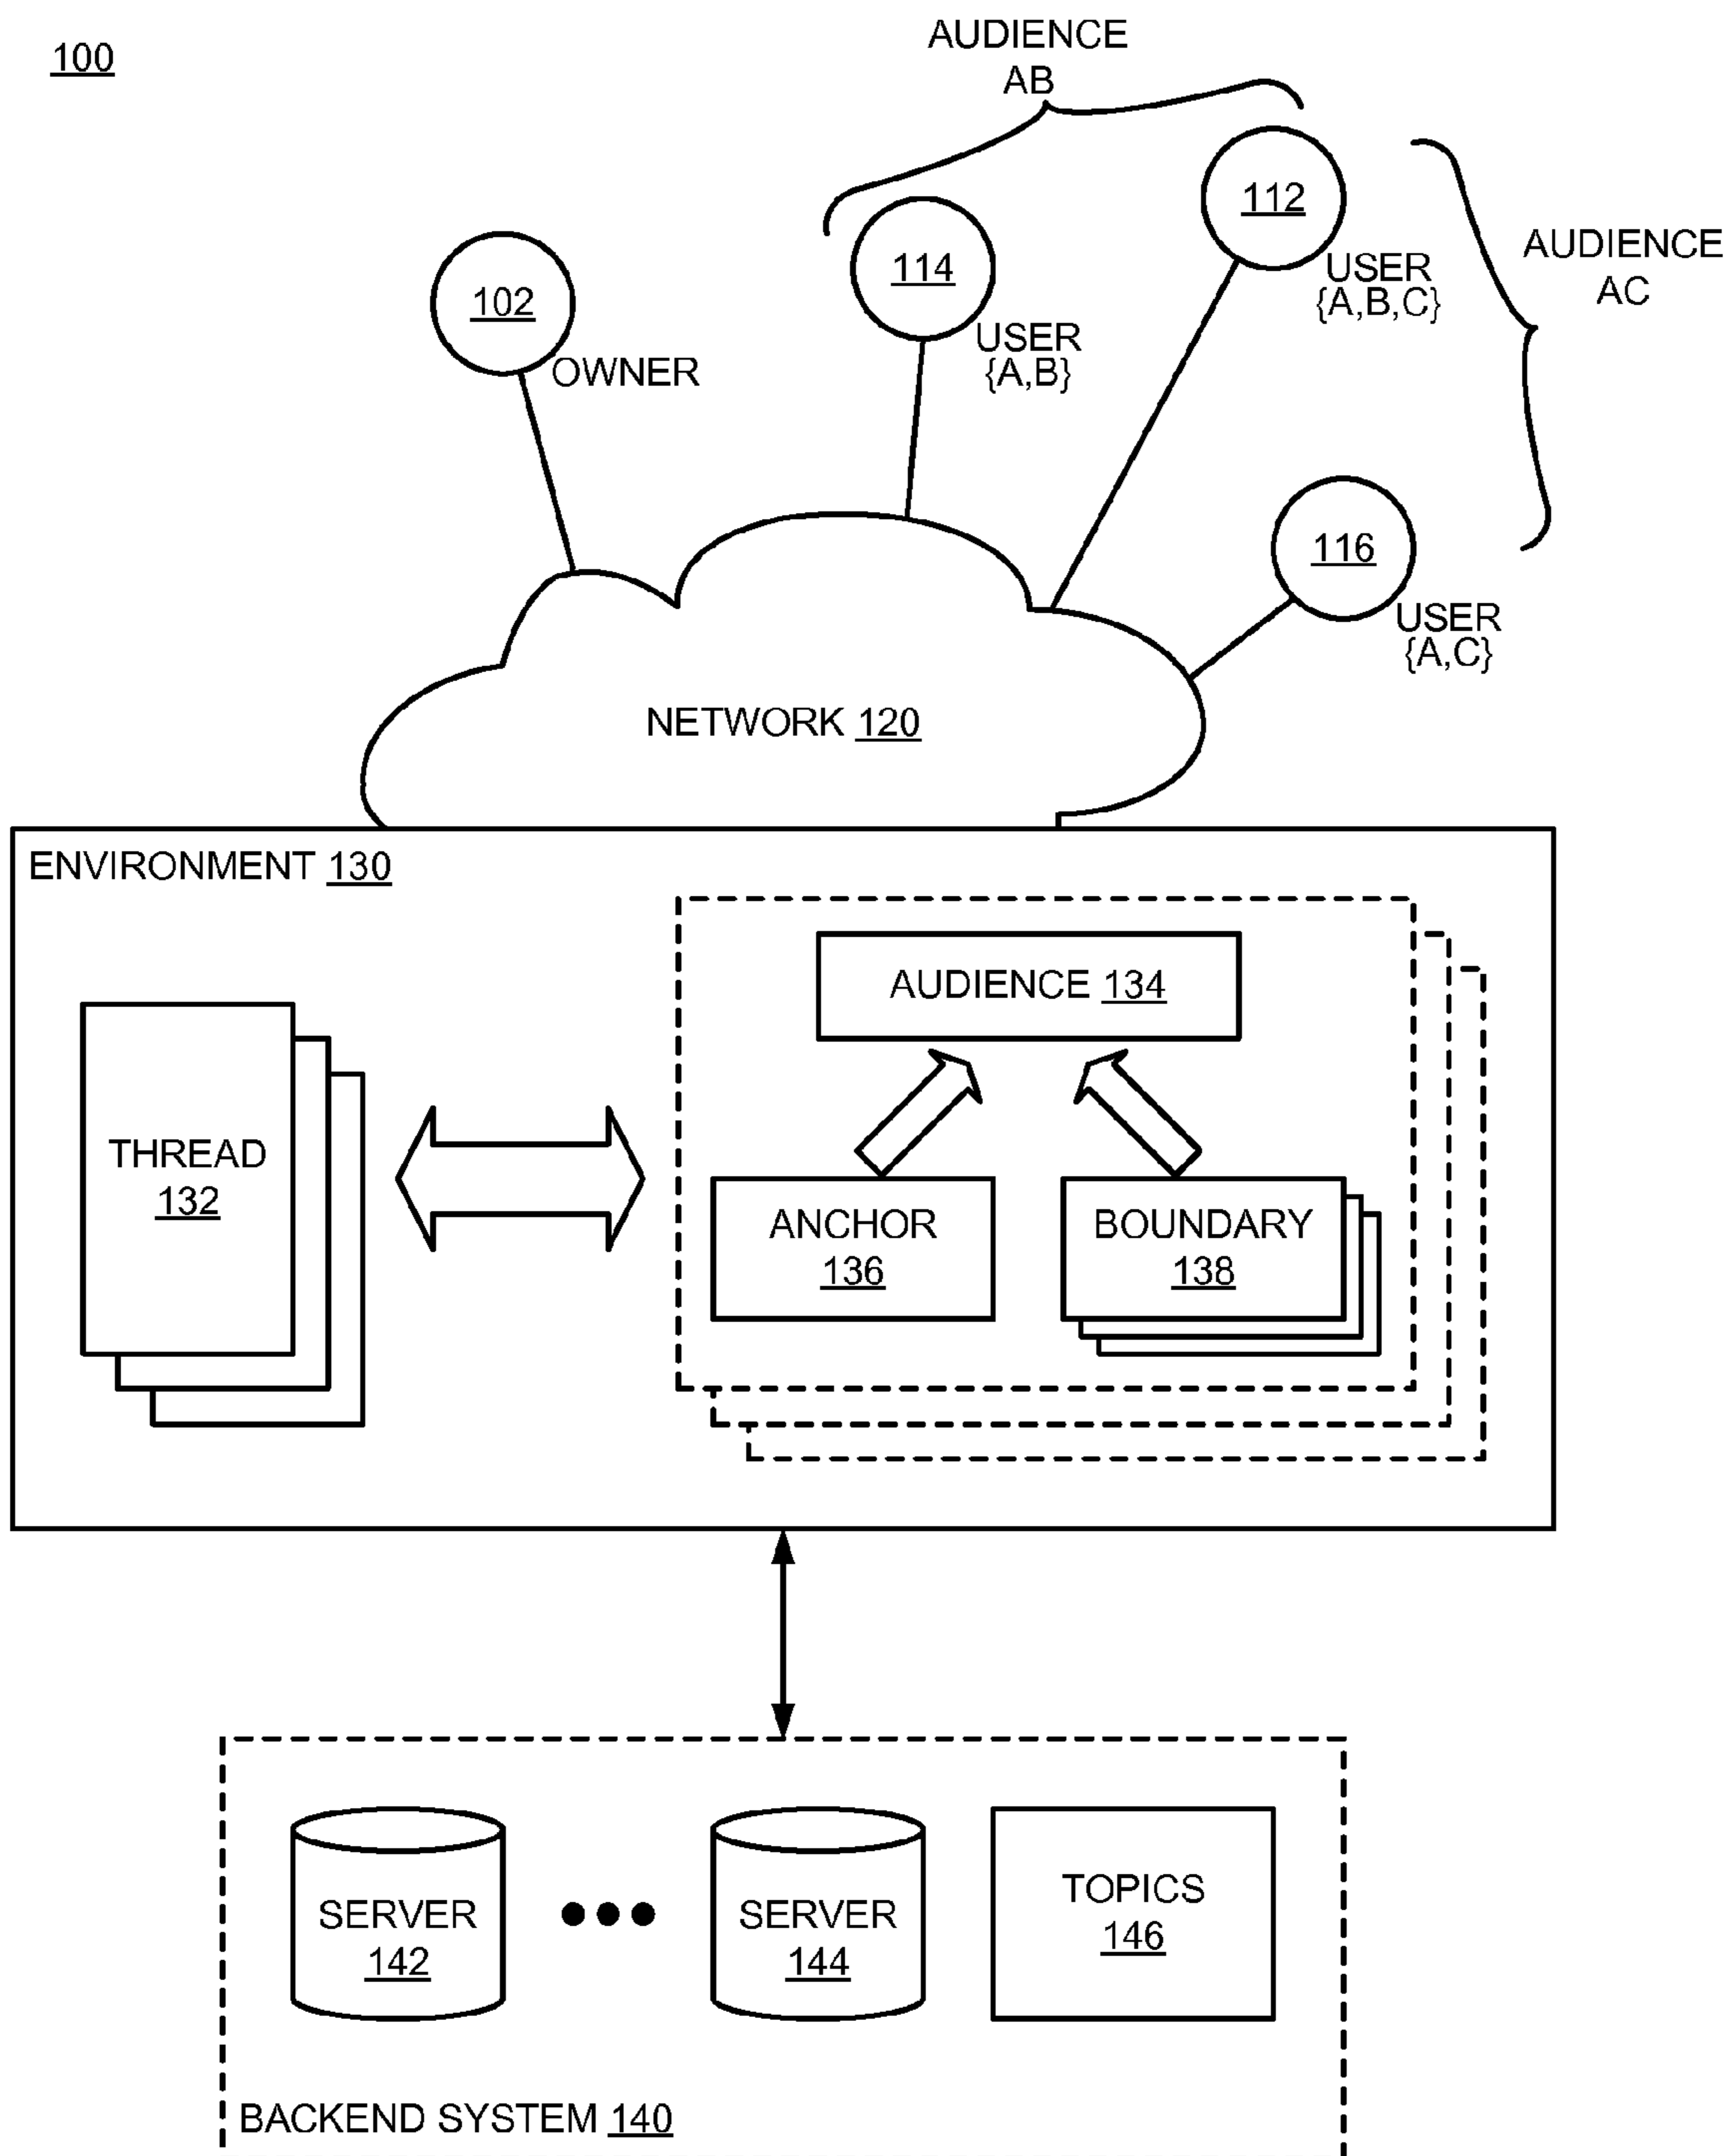 100
AUDIENCE
AB
112
USER
{A,B,C}
AUDIENCE
AC
114
USER
{A,B}
102
OWNER
116
USER
{A,C}
NETWORK 120
ENVIRONMENT 130
AUDIENCE 134
THREAD
132
ANCHOR
136
BOUNDARY
138
SERVER
142
SERVER
144
TOPICS
146
BACKEND SYSTEM 140